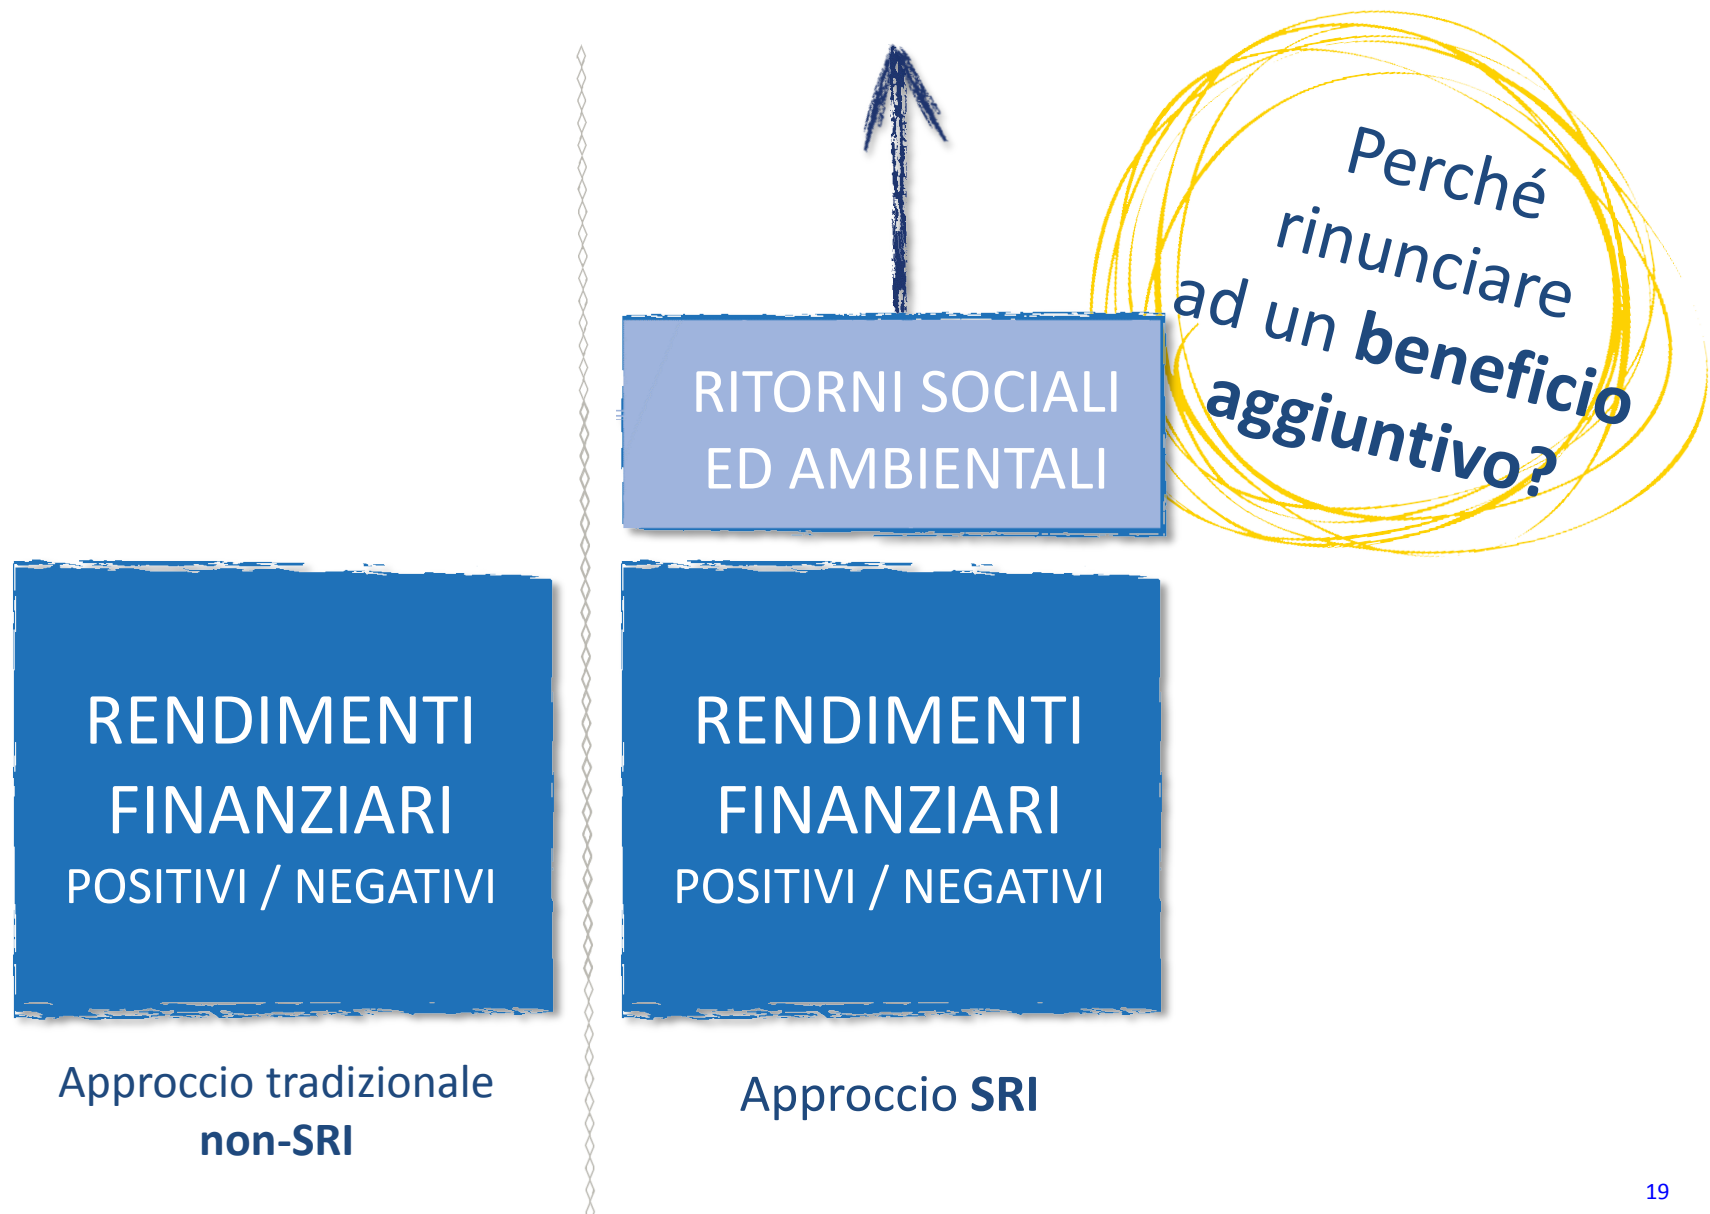 Perché
rinunciare
ad un beneficio
aggiuntivo?
RITORNI SOCIALI
ED AMBIENTALI
RENDIMENTI
FINANZIARI
POSITIVI / NEGATIVI
RENDIMENTI
FINANZIARI
POSITIVI / NEGATIVI
Approccio tradizionale
non-SRI
Approccio SRI
19